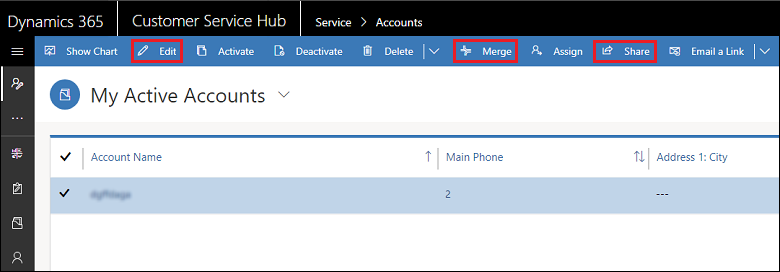 Dynamics 365 Customer Service Hub Service > Accounts
Show Chart Edit Activate Deactivate Delete Merge Assign Share Email a Link
My Active Accounts
Account Name Main Phone Address 1: City
2 ---